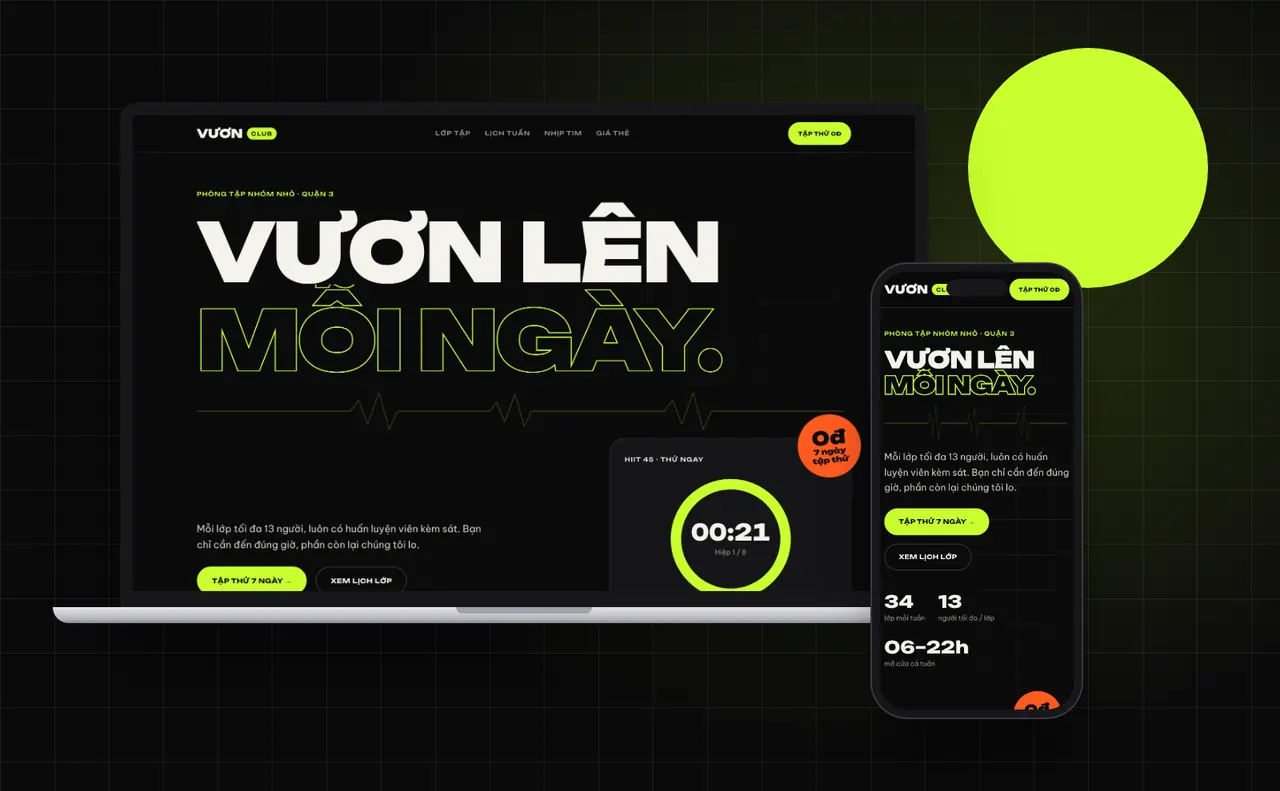 VƯƠN CLUB
LỚP TẬP LỊCH TUẦN NHỊP TIM GIÁ THẺ
TẬP THỬ 0Đ
PHÒNG TẬP NHÓM NHỎ · QUẬN 3
VƯƠN LÊN
MỖI NGÀY.
HIIT 45 · THỬ NGAY
0đ
7 ngày
tập thử
00:21
Hiệp 1 / 8
Mỗi lớp tối đa 13 người, luôn có huấn luyện viên kèm sát. Bạn
chỉ cần đến đúng giờ, phần còn lại chúng tôi lo.
TẬP THỬ 7 NGÀY →
XEM LỊCH LỚP
VƯƠN CL
TẬP THỬ 0Đ
PHÒNG TẬP NHÓM NHỎ · QUẬN 3
VƯƠN LÊN
MỖI NGÀY.
Mỗi lớp tối đa 13 người, luôn có huấn
luyện viên kèm sát. Bạn chỉ cần đến đúng
giờ, phần còn lại chúng tôi lo.
TẬP THỬ 7 NGÀY →
XEM LỊCH LỚP
34 13
lớp mỗi tuần người tối đa / lớp
06–22h
mở cửa cả tuần
0đ